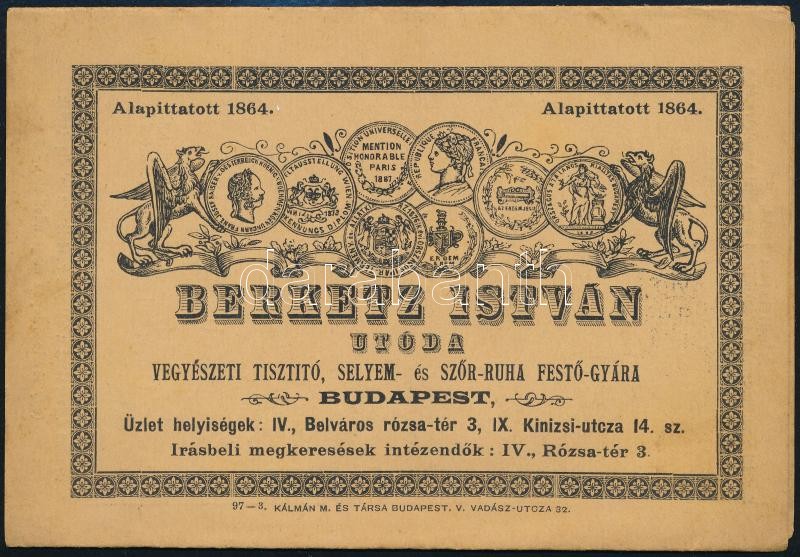 Alapittatott 1864. Alapittatott 1864.
MENTION
HONORABLE
PARIS
1867
BERKETZ ISTVÁN
UTÓDA
VEGYÉSZETI TISZTITÓ, SELYEM- és SZŐR-RUHA FESTŐ-GYÁRA
BUDAPEST,
Üzlet helyiségek: IV., Belváros rózsa-tér 3, IX. Kinizsi-utcza 14. sz.
Irásbeli megkeresések intézendők: IV., Rózsa-tér 3.
97—3. KÁLMÁN M. ÉS TÁRSA BUDAPEST, V. VADÁSZ-UTCZA 32.
darabanth